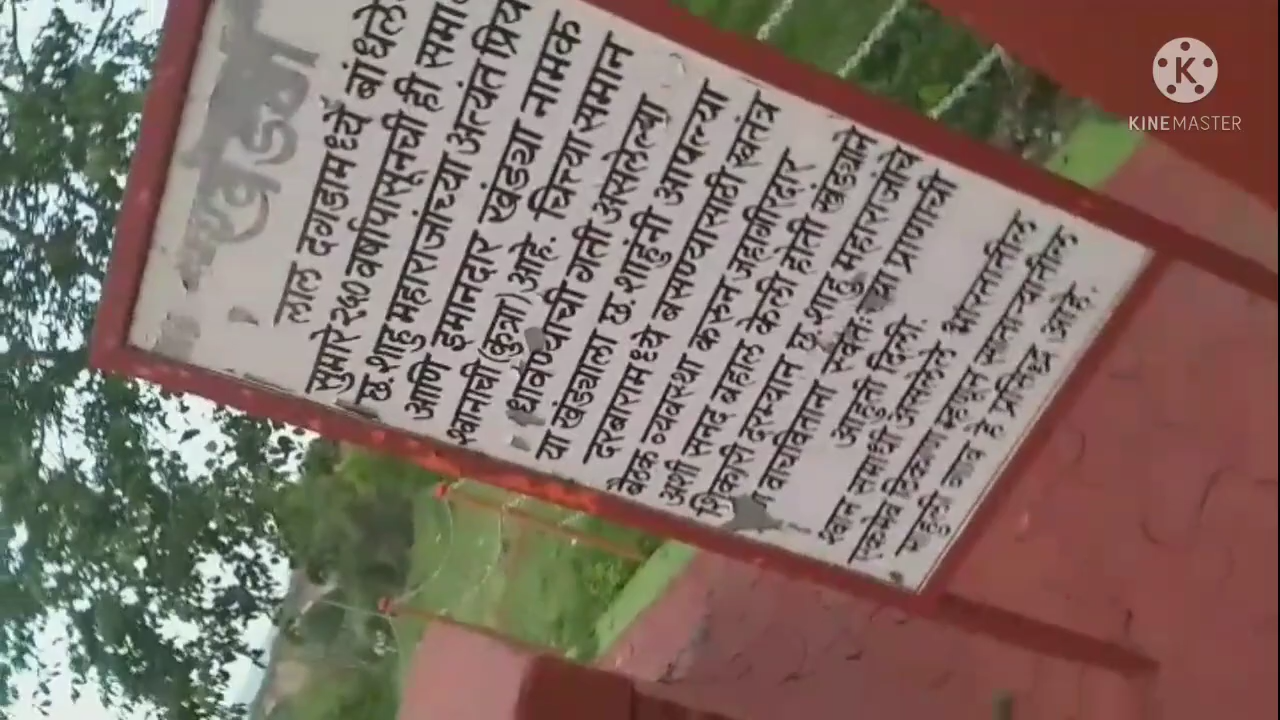 खंड्या
लाल दगडामध्ये बांधलेली
सुमारे २५० वर्षापासूनची ही समाधी
छ. शाहु महाराजांच्या अत्यंत प्रिय
आणि इमानदार खंड्या नामक
श्वानाची (कुत्रा) आहे. चित्त्या समान
धावण्याची गती असलेल्या
या खंड्याला छ. शाहुंनी आपल्या
दरबारामध्ये बसण्यासाठी स्वतंत्र
बैठक व्यवस्था करुन जहागिरदार
अशी सनद बहाल केली होती खंड्याने
शिकारी दरम्यान छ. शाहु महाराजांचे
वाचविताना स्वतःच्या प्राणाची
आहुती दिली.
श्वान समाधी असलेले भारतातील
एकमेव ठिकाण म्हणून साताऱ्यातील
माहुली गाव हे प्रसिध्द आहे.
KINEMASTER